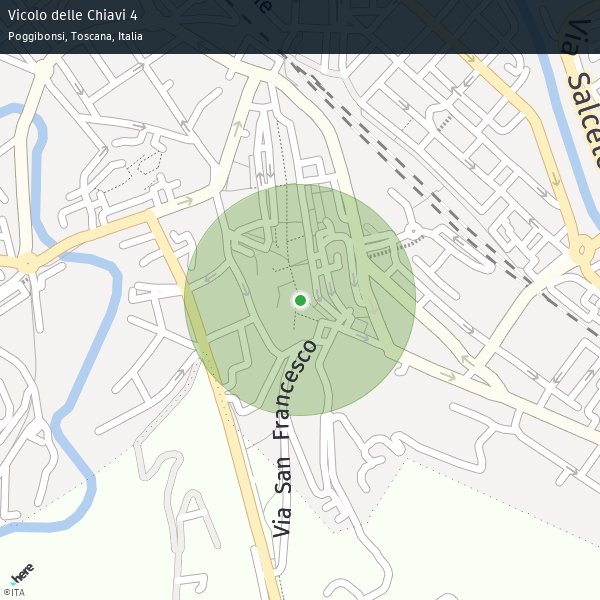 Vicolo delle Chiavi 4
Poggibonsi, Toscana, Italia
Via Salceto
Via San Francesco
here
©ITA